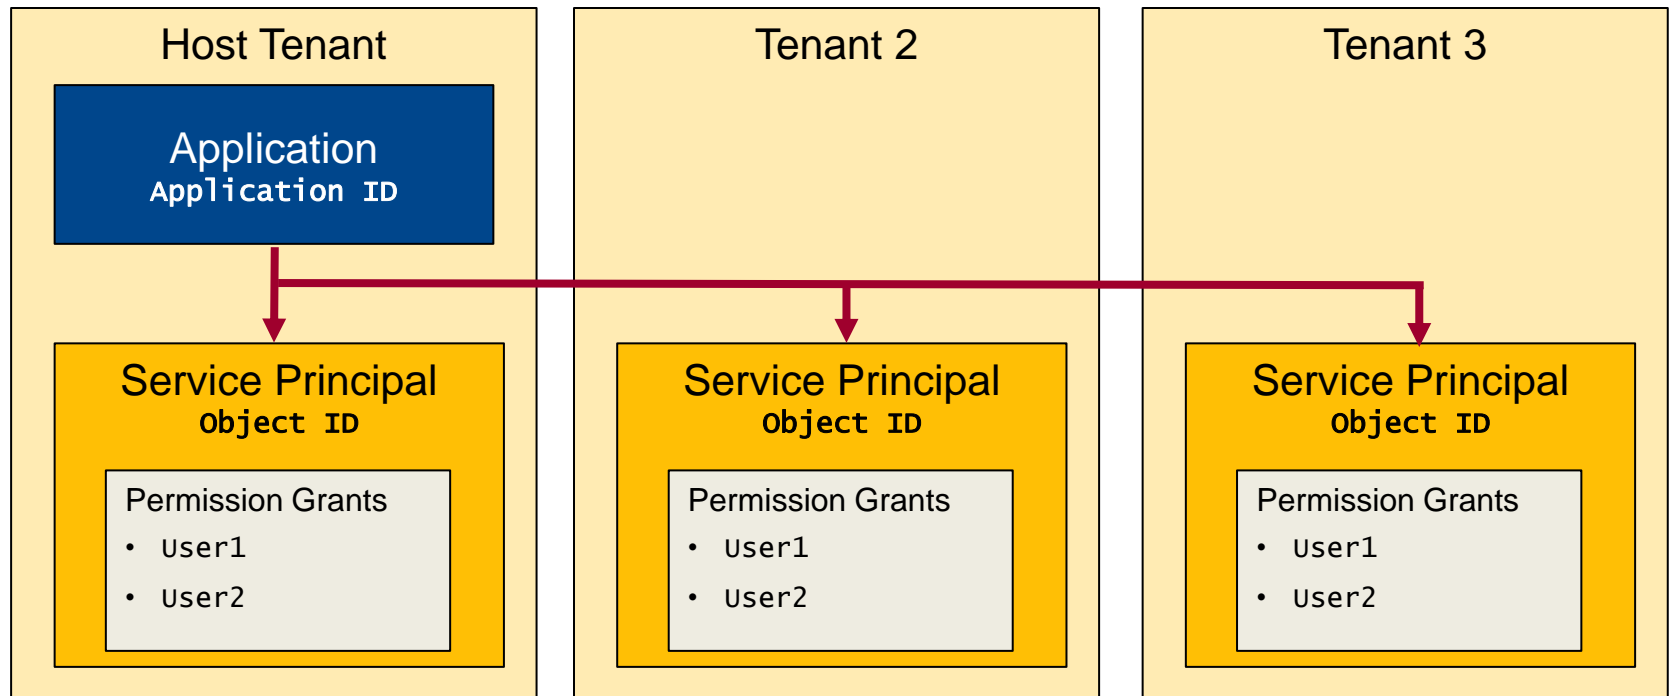 Host Tenant
Application
Application ID
Service Principal
Object ID
Permission Grants
• User1
• User2
Tenant 2
Service Principal
Object ID
Permission Grants
• User1
• User2
Tenant 3
Service Principal
Object ID
Permission Grants
• User1
• User2